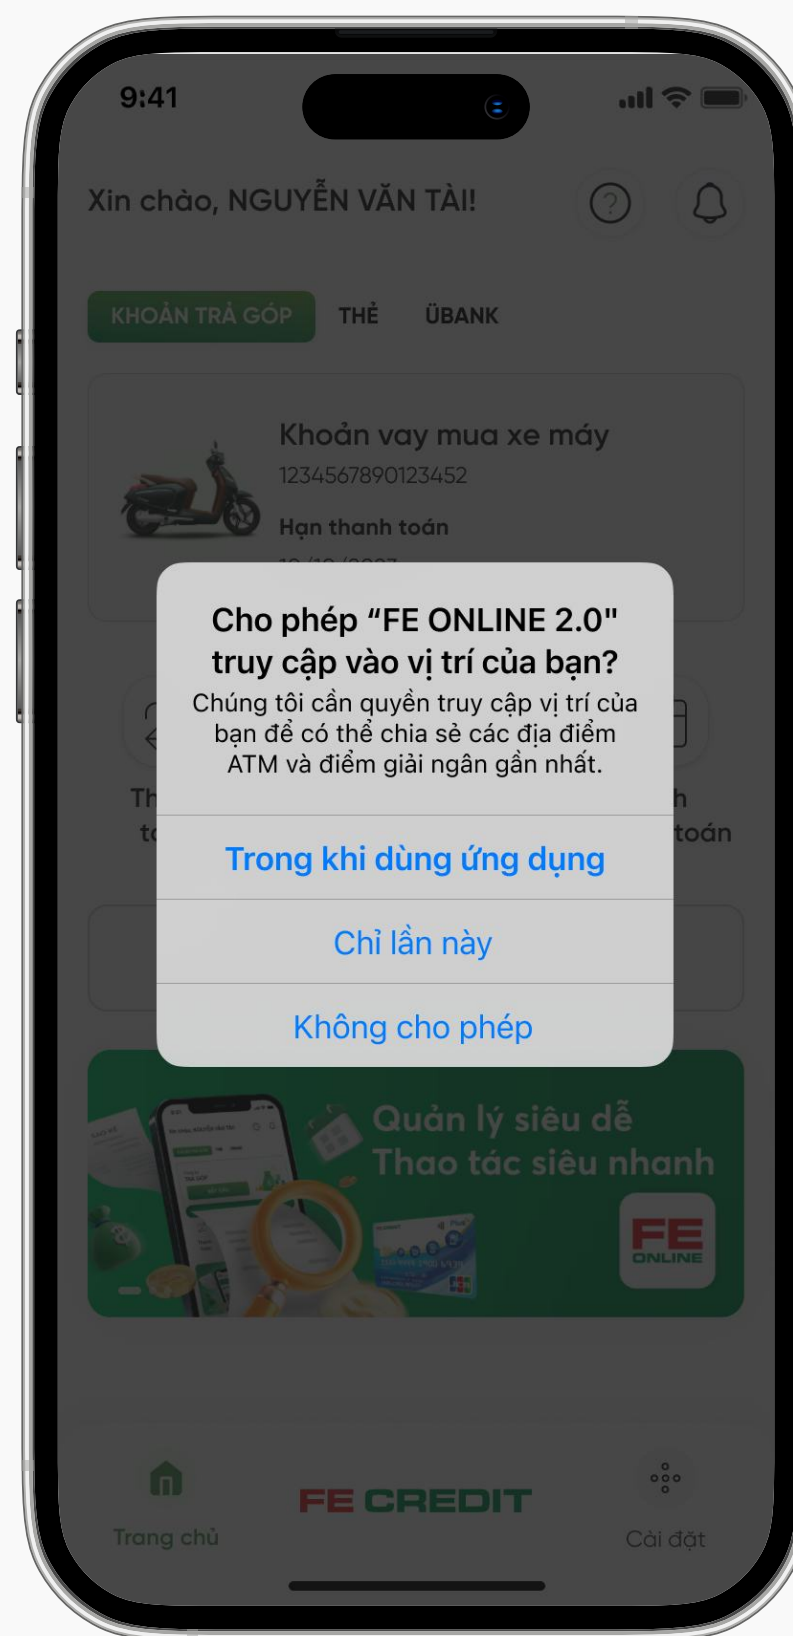 9:41
Xin chào, NGUYỄN VĂN TÀI!
KHOẢN TRẢ GÓP THẺ ÜBANK
Khoản vay mua xe máy
1234567890123452
Hạn thanh toán
Cho phép “FE ONLINE 2.0"
truy cập vào vị trí của bạn?
Chúng tôi cần quyền truy cập vị trí của
bạn để có thể chia sẻ các địa điểm
ATM và điểm giải ngân gần nhất.
toán
Trong khi dùng ứng dụng
Chỉ lần này
Không cho phép
Quản lý siêu dễ
Thao tác siêu nhanh
FE
ONLINE
JCB
FE CREDIT
Trang chủ
Cài đặt